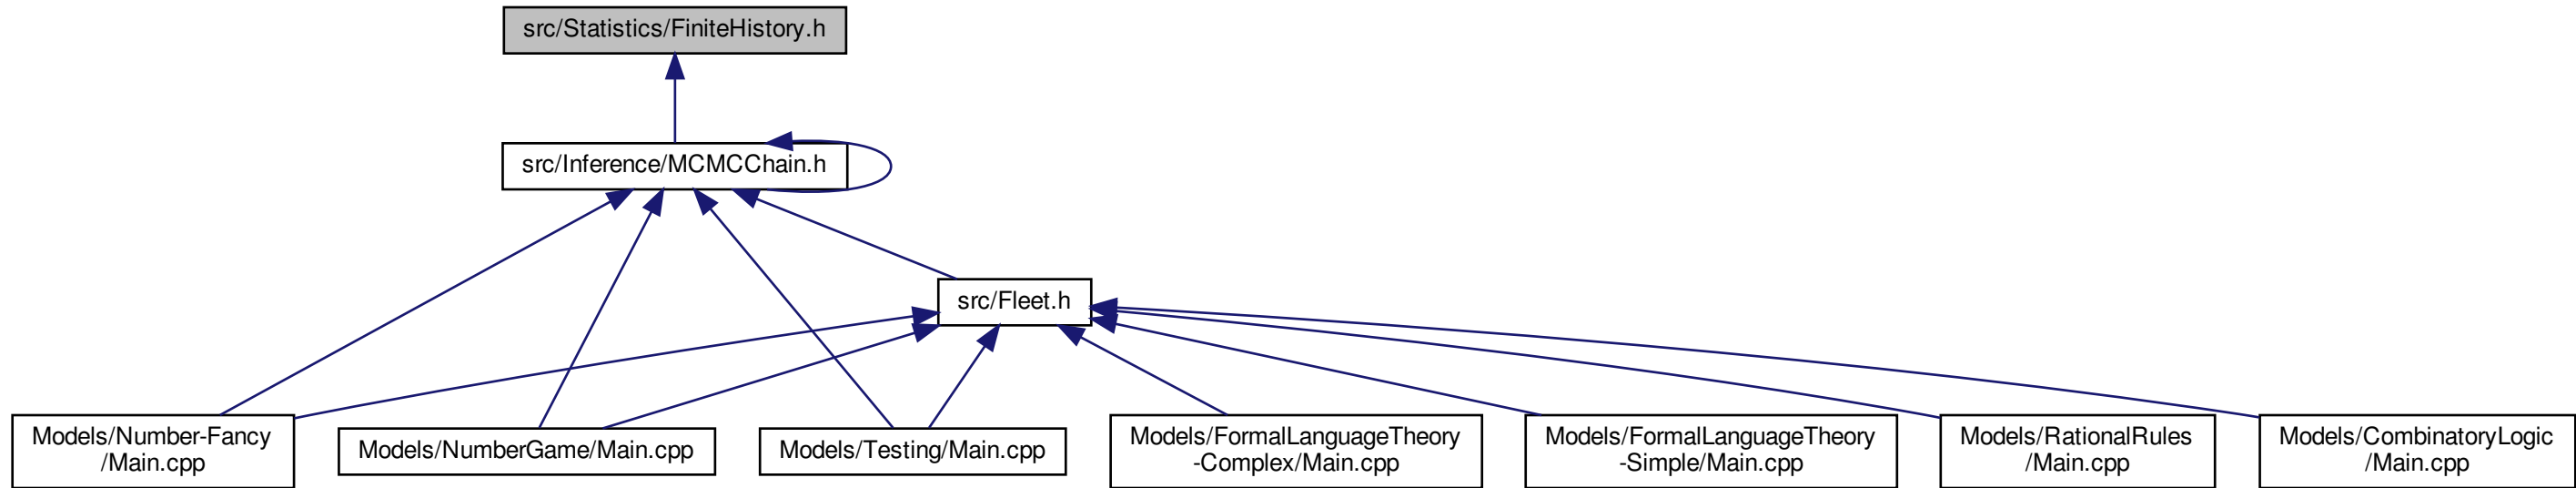 src/Statistics/FiniteHistory.h
src/Inference/MCMCChain.h
src/Fleet.h
Models/Number-Fancy
/Main.cpp
Models/NumberGame/Main.cpp
Models/Testing/Main.cpp
Models/FormalLanguageTheory
-Complex/Main.cpp
Models/FormalLanguageTheory
-Simple/Main.cpp
Models/RationalRules
/Main.cpp
Models/CombinatoryLogic
/Main.cpp